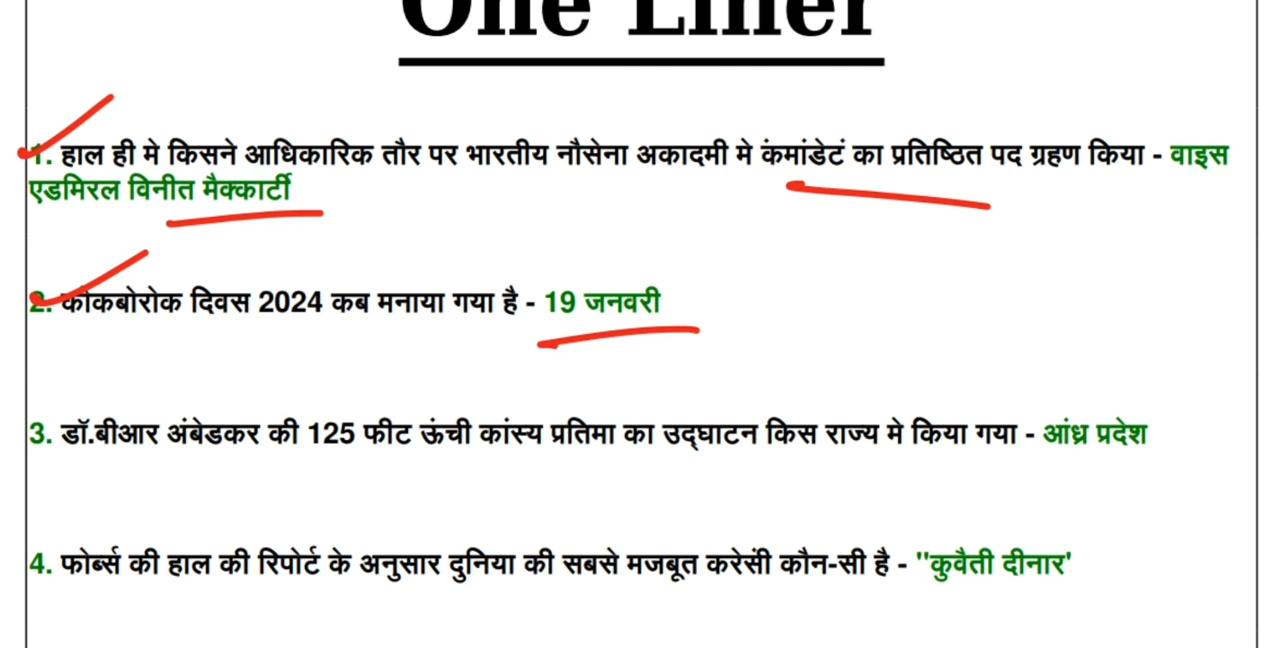 One Liner
1. हाल ही मे किसने आधिकारिक तौर पर भारतीय नौसेना अकादमी मे कंमांडेटं का प्रतिष्ठित पद ग्रहण किया - वाइस
एडमिरल विनीत मैक्कार्टी
2. कोकबोरोक दिवस 2024 कब मनाया गया है - 19 जनवरी
3. डॉ.बीआर अंबेडकर की 125 फीट ऊंची कांस्य प्रतिमा का उद्घाटन किस राज्य मे किया गया - आंध्र प्रदेश
4. फोर्ब्स की हाल की रिपोर्ट के अनुसार दुनिया की सबसे मजबूत करेसंी कौन-सी है - "कुवैती दीनार'